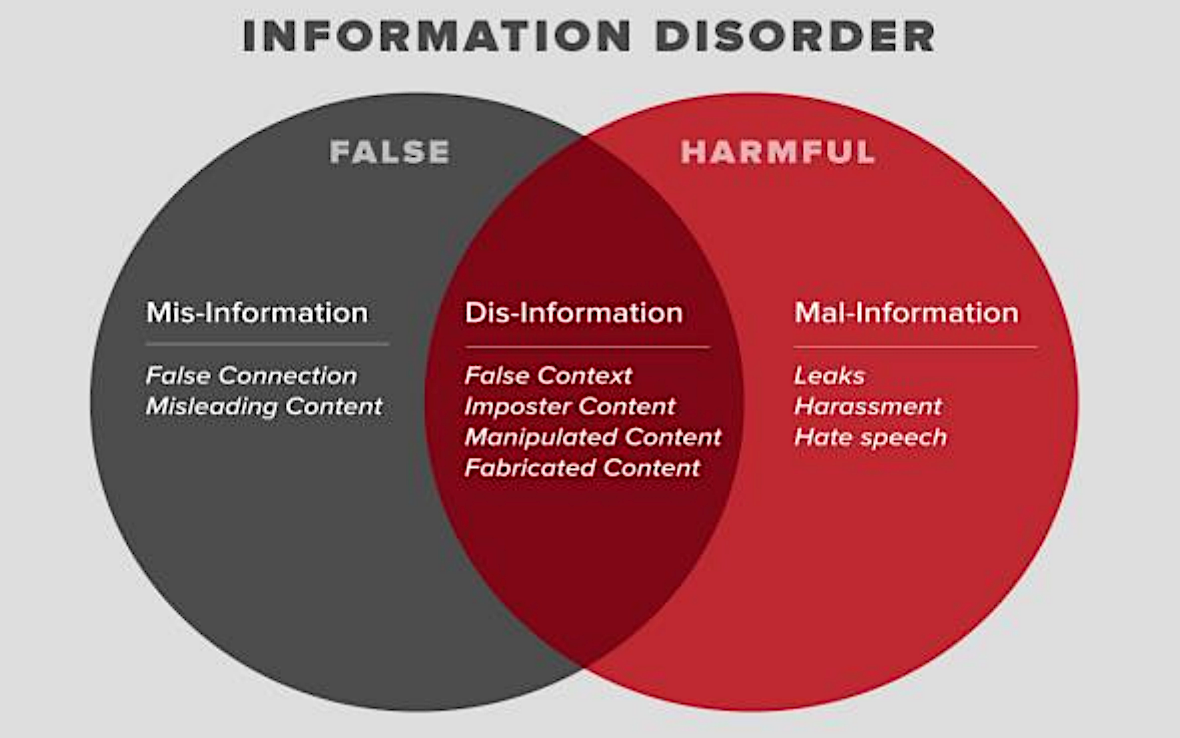 INFORMATION DISORDER
FALSE
HARMFUL
Mis-Information
False Connection
Misleading Content
Dis-Information
False Context
Imposter Content
Manipulated Content
Fabricated Content
Mal-Information
Leaks
Harassment
Hate speech